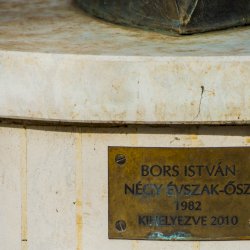 BORS ISTVÁN
NÉGY ÉVSZAK-ŐSZ
1982
KIHELYEZVE 2010